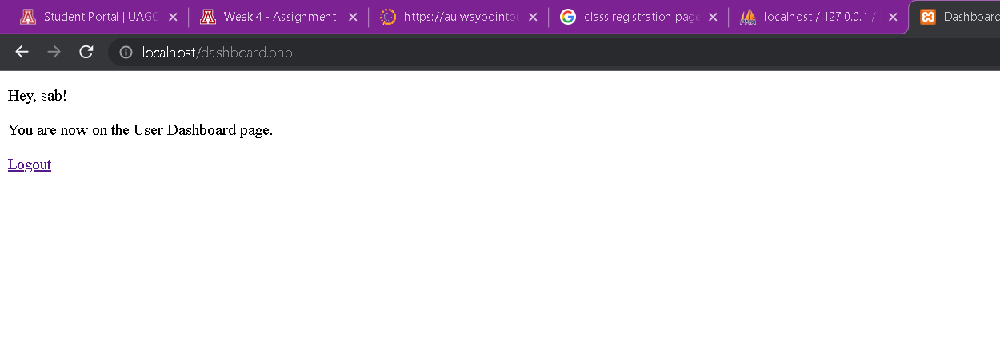 Student Portal | UAGC
Week 4 - Assignment
https://au.waypointou
class registration page
localhost / 127.0.0.1 /
Dashboard
localhost/dashboard.php
Hey, sab!
You are now on the User Dashboard page.
Logout